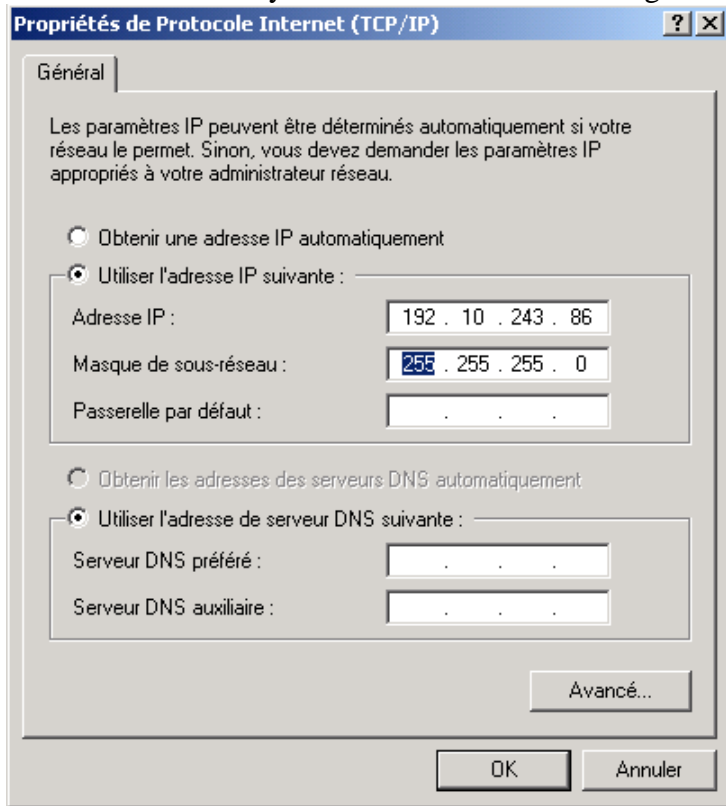 Propriétés de Protocole Internet (TCP/IP)
Général
Les paramètres IP peuvent être déterminés automatiquement si votre
réseau le permet. Sinon, vous devez demander les paramètres IP
appropriés à votre administrateur réseau.
Obtenir une adresse IP automatiquement
Utiliser l'adresse IP suivante :
Adresse IP : 192 . 10 . 243 . 86
Masque de sous-réseau : 255 . 255 . 255 . 0
Passerelle par défaut : . . .
Obtenir les adresses des serveurs DNS automatiquement
Utiliser l'adresse de serveur DNS suivante :
Serveur DNS préféré : . . .
Serveur DNS auxiliaire : . . .
Avancé...
OK Annuler